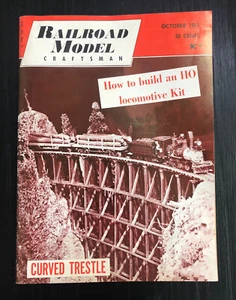 RAILROAD
MODEL
CRAFTSMAN
OCTOBER
How to build an HO
locomotive Kit
CURVED TRESTLE